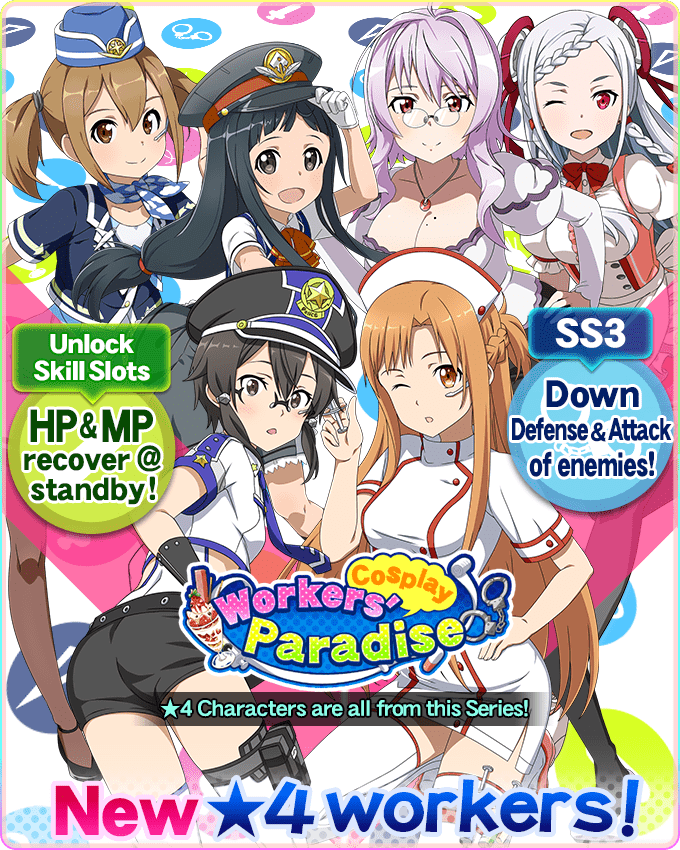 Unlock
Skill Slots
HP & MP
recover @
standby!
SS3
Down
Defense & Attack
of enemies!
Cosplay
Workers'
Paradise
★4 Characters are all from this Series!
New ★4 workers!